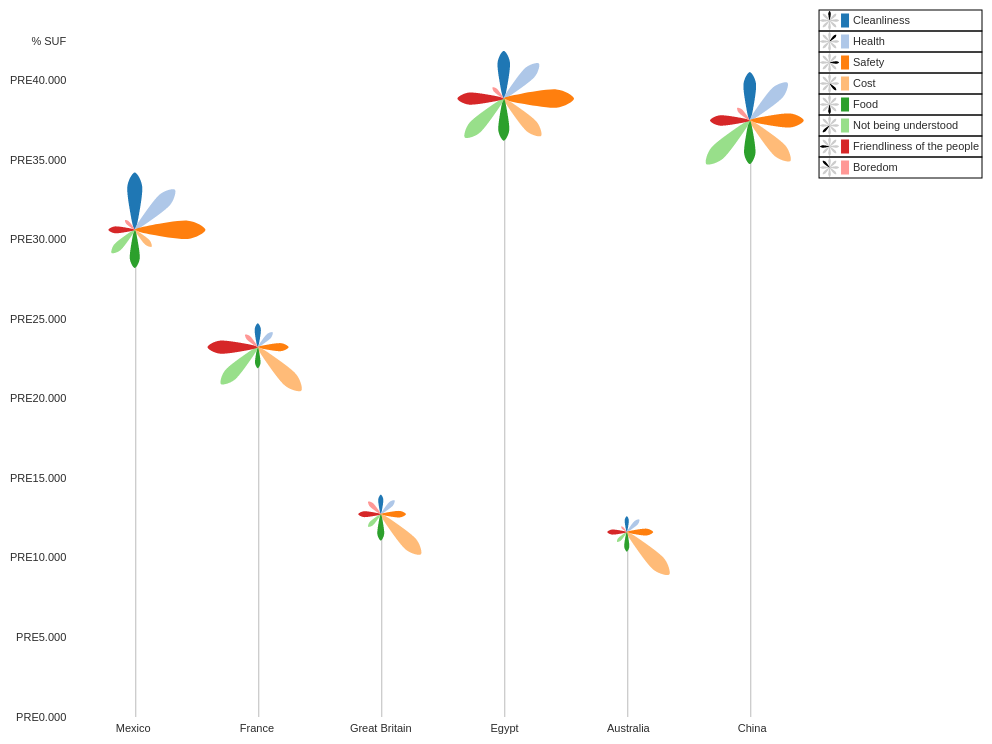 % SUF
PRE40.000
PRE35.000
PRE30.000
PRE25.000
PRE20.000
PRE15.000
PRE10.000
PRE5.000
PRE0.000
Mexico
France
Great Britain
Egypt
Australia
China
Cleanliness
Health
Safety
Cost
Food
Not being understood
Friendliness of the people
Boredom